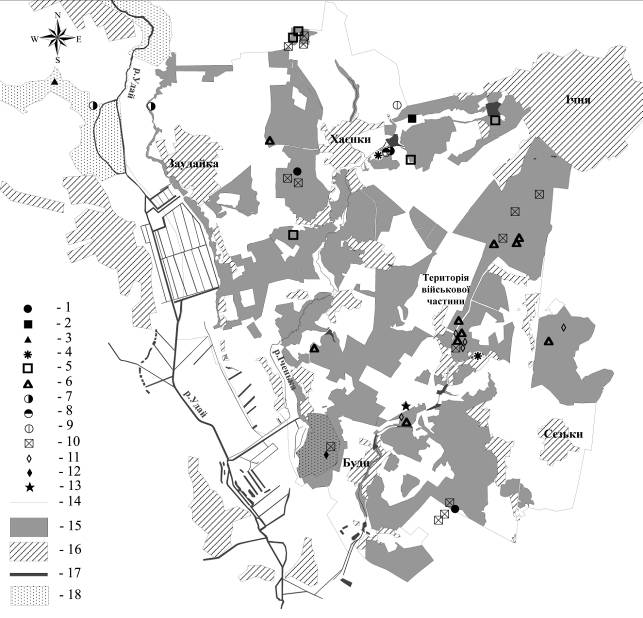 N
W E
S
р.Удай
Ічня
Хаєнки
Заудайка
Територія
військової
частини
р.Іченька
р.Удай
Сезьки
Буди
- 1
- 2
- 3
- 4
- 5
- 6
- 7
- 8
- 9
- 10
- 11
- 12
- 13
- 14
- 15
- 16
- 17
- 18